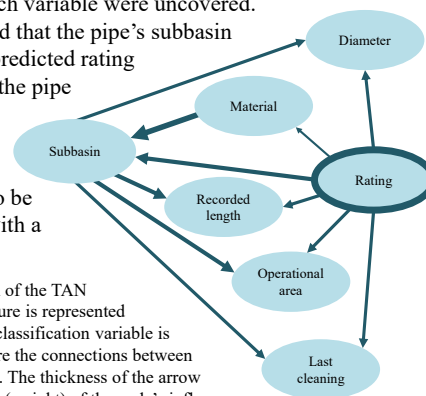 ch variable were uncovered.
d that the pipe's subbasin
predicted rating
the pipe
o be
ith a
Diameter
Material
Subbasin
Rating
Recorded
length
Operational
area
Last
cleaning
of the TAN
ure is represented
classification variable is
re the connections between
. The thickness of the arrow